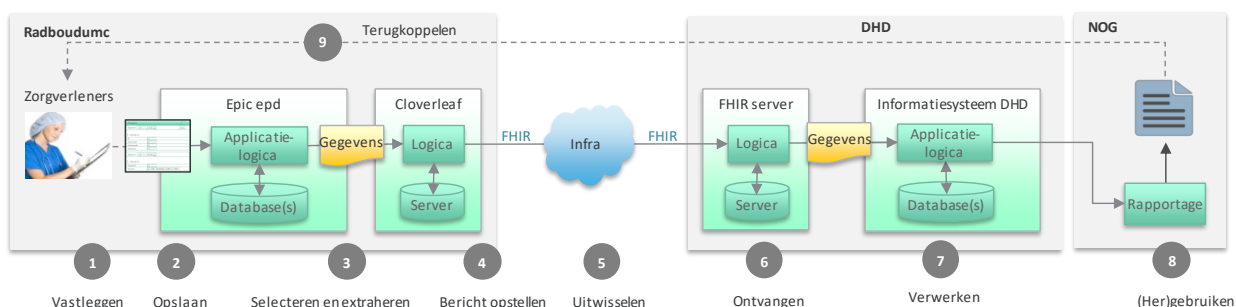 Radboudumc
9
Terugkoppelen
DHD
NOG
Zorgverleners
Epic epd
Cloverleaf
FHIR server
Informatiesysteem DHD
Applicatie-
logica
Gegevens
Logica
FHIR
Infra
FHIR
Logica
Gegevens
Applicatie-
logica
Database(s)
Server
Server
Database(s)
Rapportage
1
2
3
4
5
6
7
8
Vastleggen
Opslaan
Selecteren en extraheren
Bericht opstellen
Uitwisselen
Ontvangen
Verwerken
(Her)gebruiken